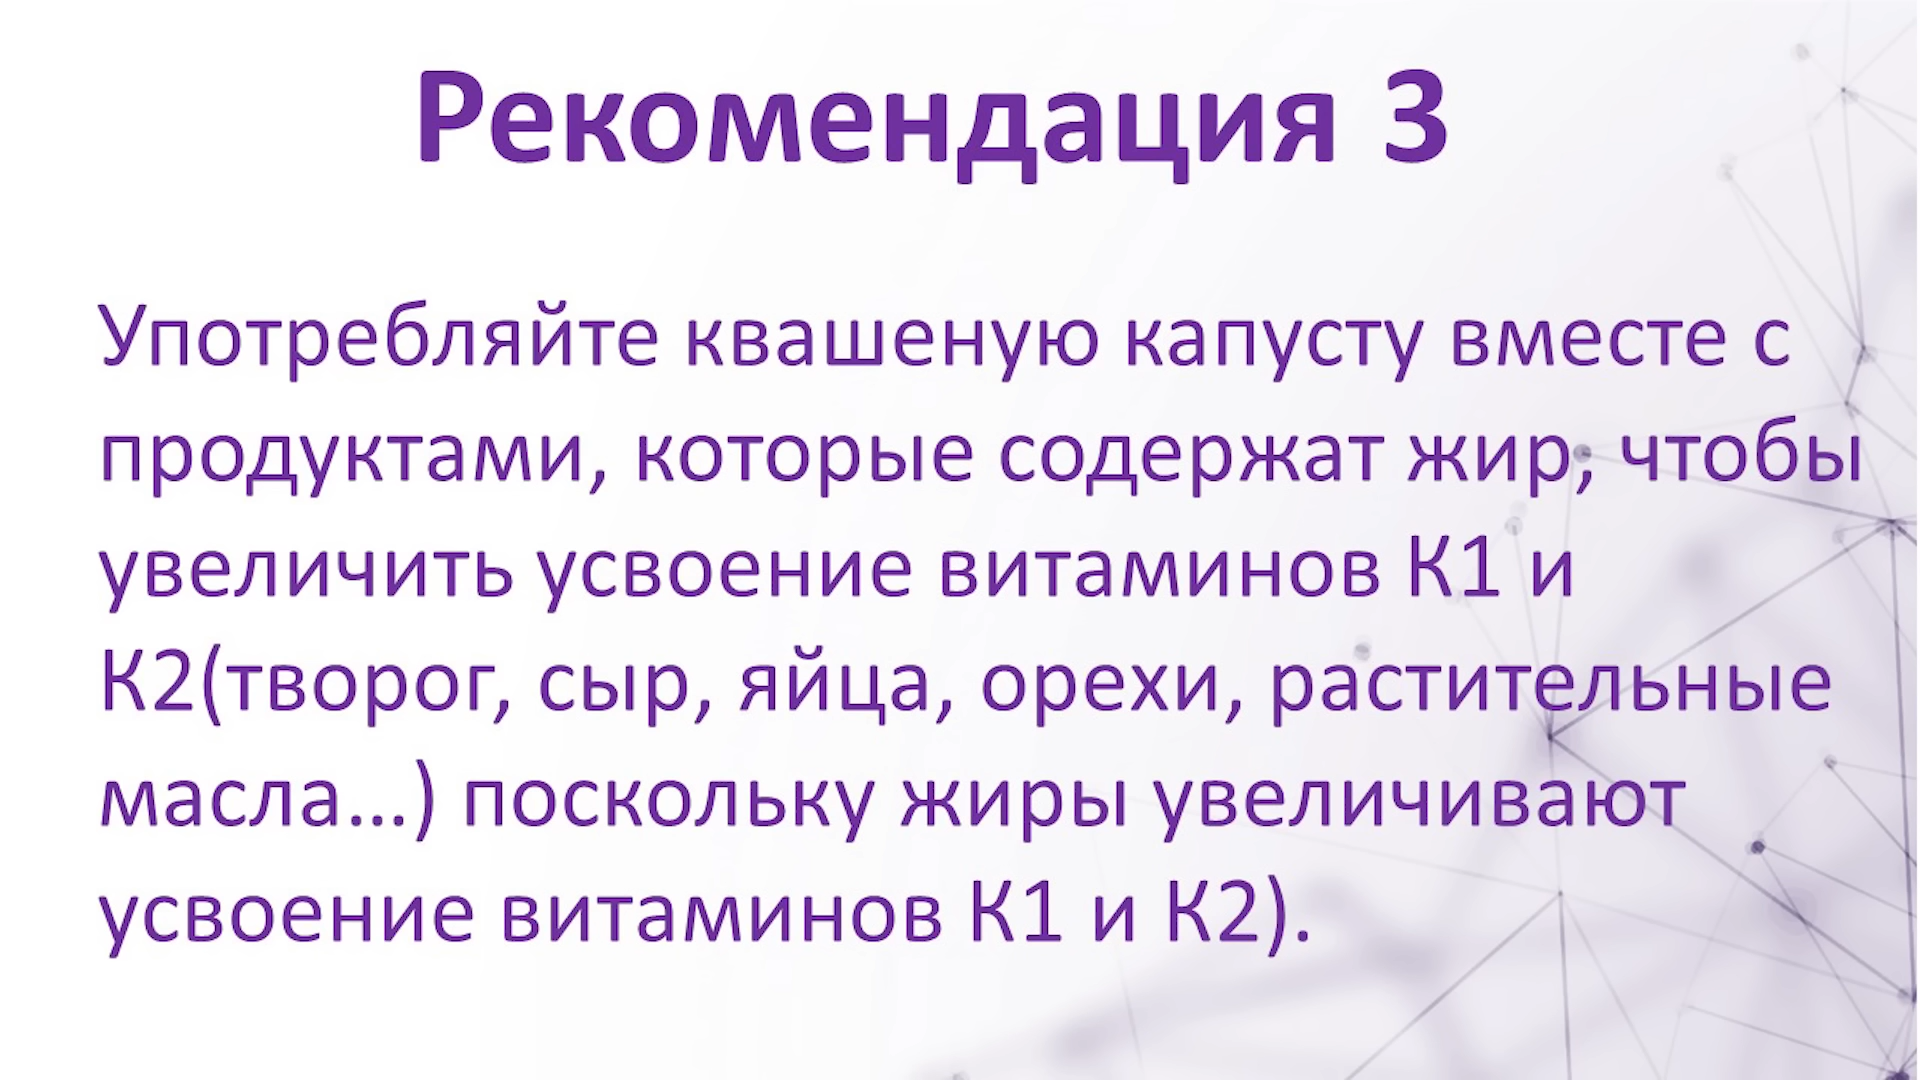 Рекомендация 3
Употребляйте квашеную капусту вместе с
продуктами, которые содержат жир, чтобы
увеличить усвоение витаминов К1 и
К2(творог, сыр, яйца, орехи, растительные
масла…) поскольку жиры увеличивают
усвоение витаминов К1 и К2).